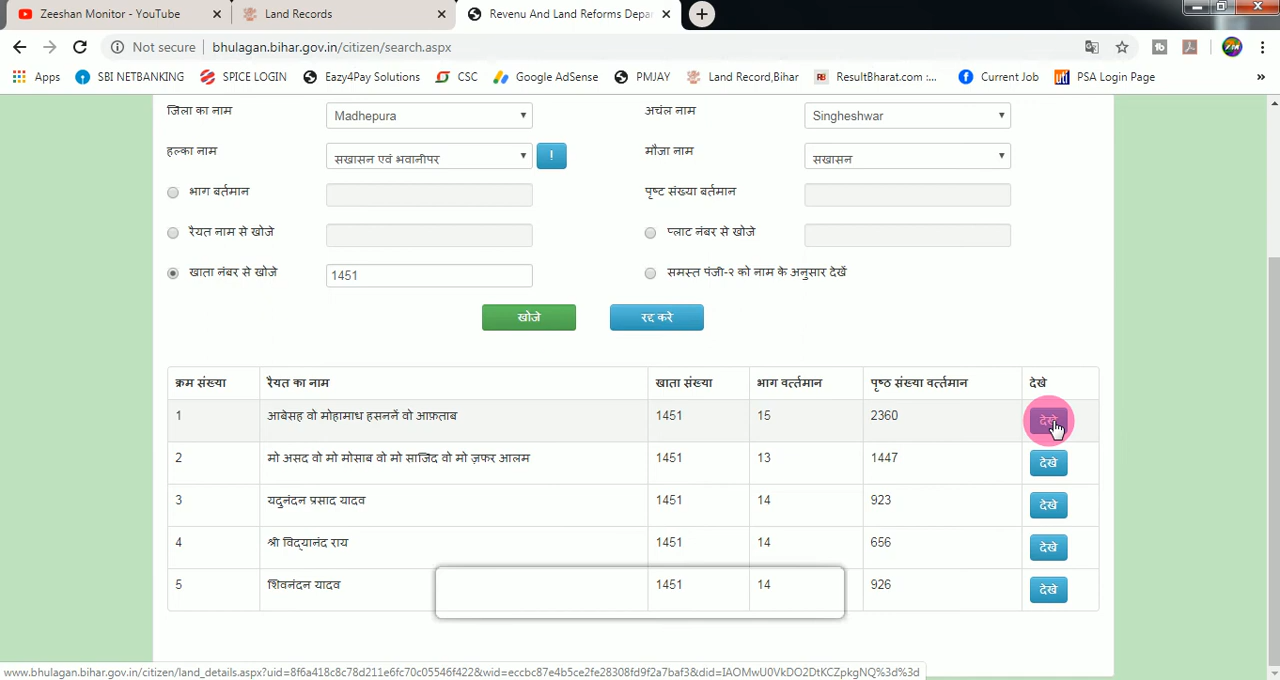 Zeeshan Monitor - YouTube
Land Records
Revenu And Land Reforms Depa
Not secure
bhulagan.bihar.gov.in/citizen/search.aspx
Apps SBI NETBANKING SPICE LOGIN Eazy4Pay Solutions CSC Google AdSense PMJAY Land Record,Bihar ResultBharat.com :... Current Job PSA Login Page »
जिला का नाम Madhepura अचंल नाम Singheshwar
हल्का नाम सखासन एवं भवानीपर ! मौजा नाम सखासन
भाग बर्तमान पृष्ट संख्या बर्तमान
रैयत नाम से खोजे प्लाट नंबर से खोजे
खाता नंबर से खोजे 1451 समस्त पंजी-२ को नाम के अनुसार देखें
खोजे रद्द करे
क्रम संख्या रैयत का नाम खाता संख्या भाग वर्त्तमान पृष्ठ संख्या वर्त्तमान देखे
1 आबेसह वो मोहामाध हसननें वो आफ़ताब 1451 15 2360 देखे
2 मो असद वो मो मोसाब वो मो साजिद वो मो ज़फर आलम 1451 13 1447 देखे
3 यदुनंदन प्रसाद यादव 1451 14 923 देखे
4 श्री विद्यानंद राय 1451 14 656 देखे
5 शिवनंदन यादव 1451 14 926 देखे
www.bhulagan.bihar.gov.in/citizen/land_details.aspx?uid=8f6a418c8c78d211e6fc70c05546f422&wid=eccbc87e4b5ce2fe28308fd9f2a7baf3&did=IAOMwU0VkDO2DtKCZpkgNQ%3d%3d